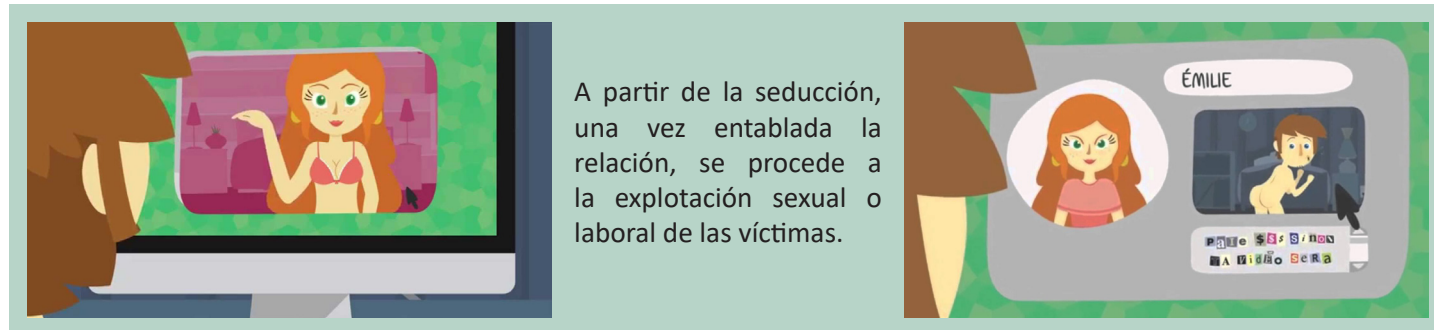 A partir de la seducción,
una vez entablada la
relación, se procede a
la explotación sexual o
laboral de las víctimas.
ÉMILIE
PaIe $$$ SiNoN
TA VidÉo SeRa